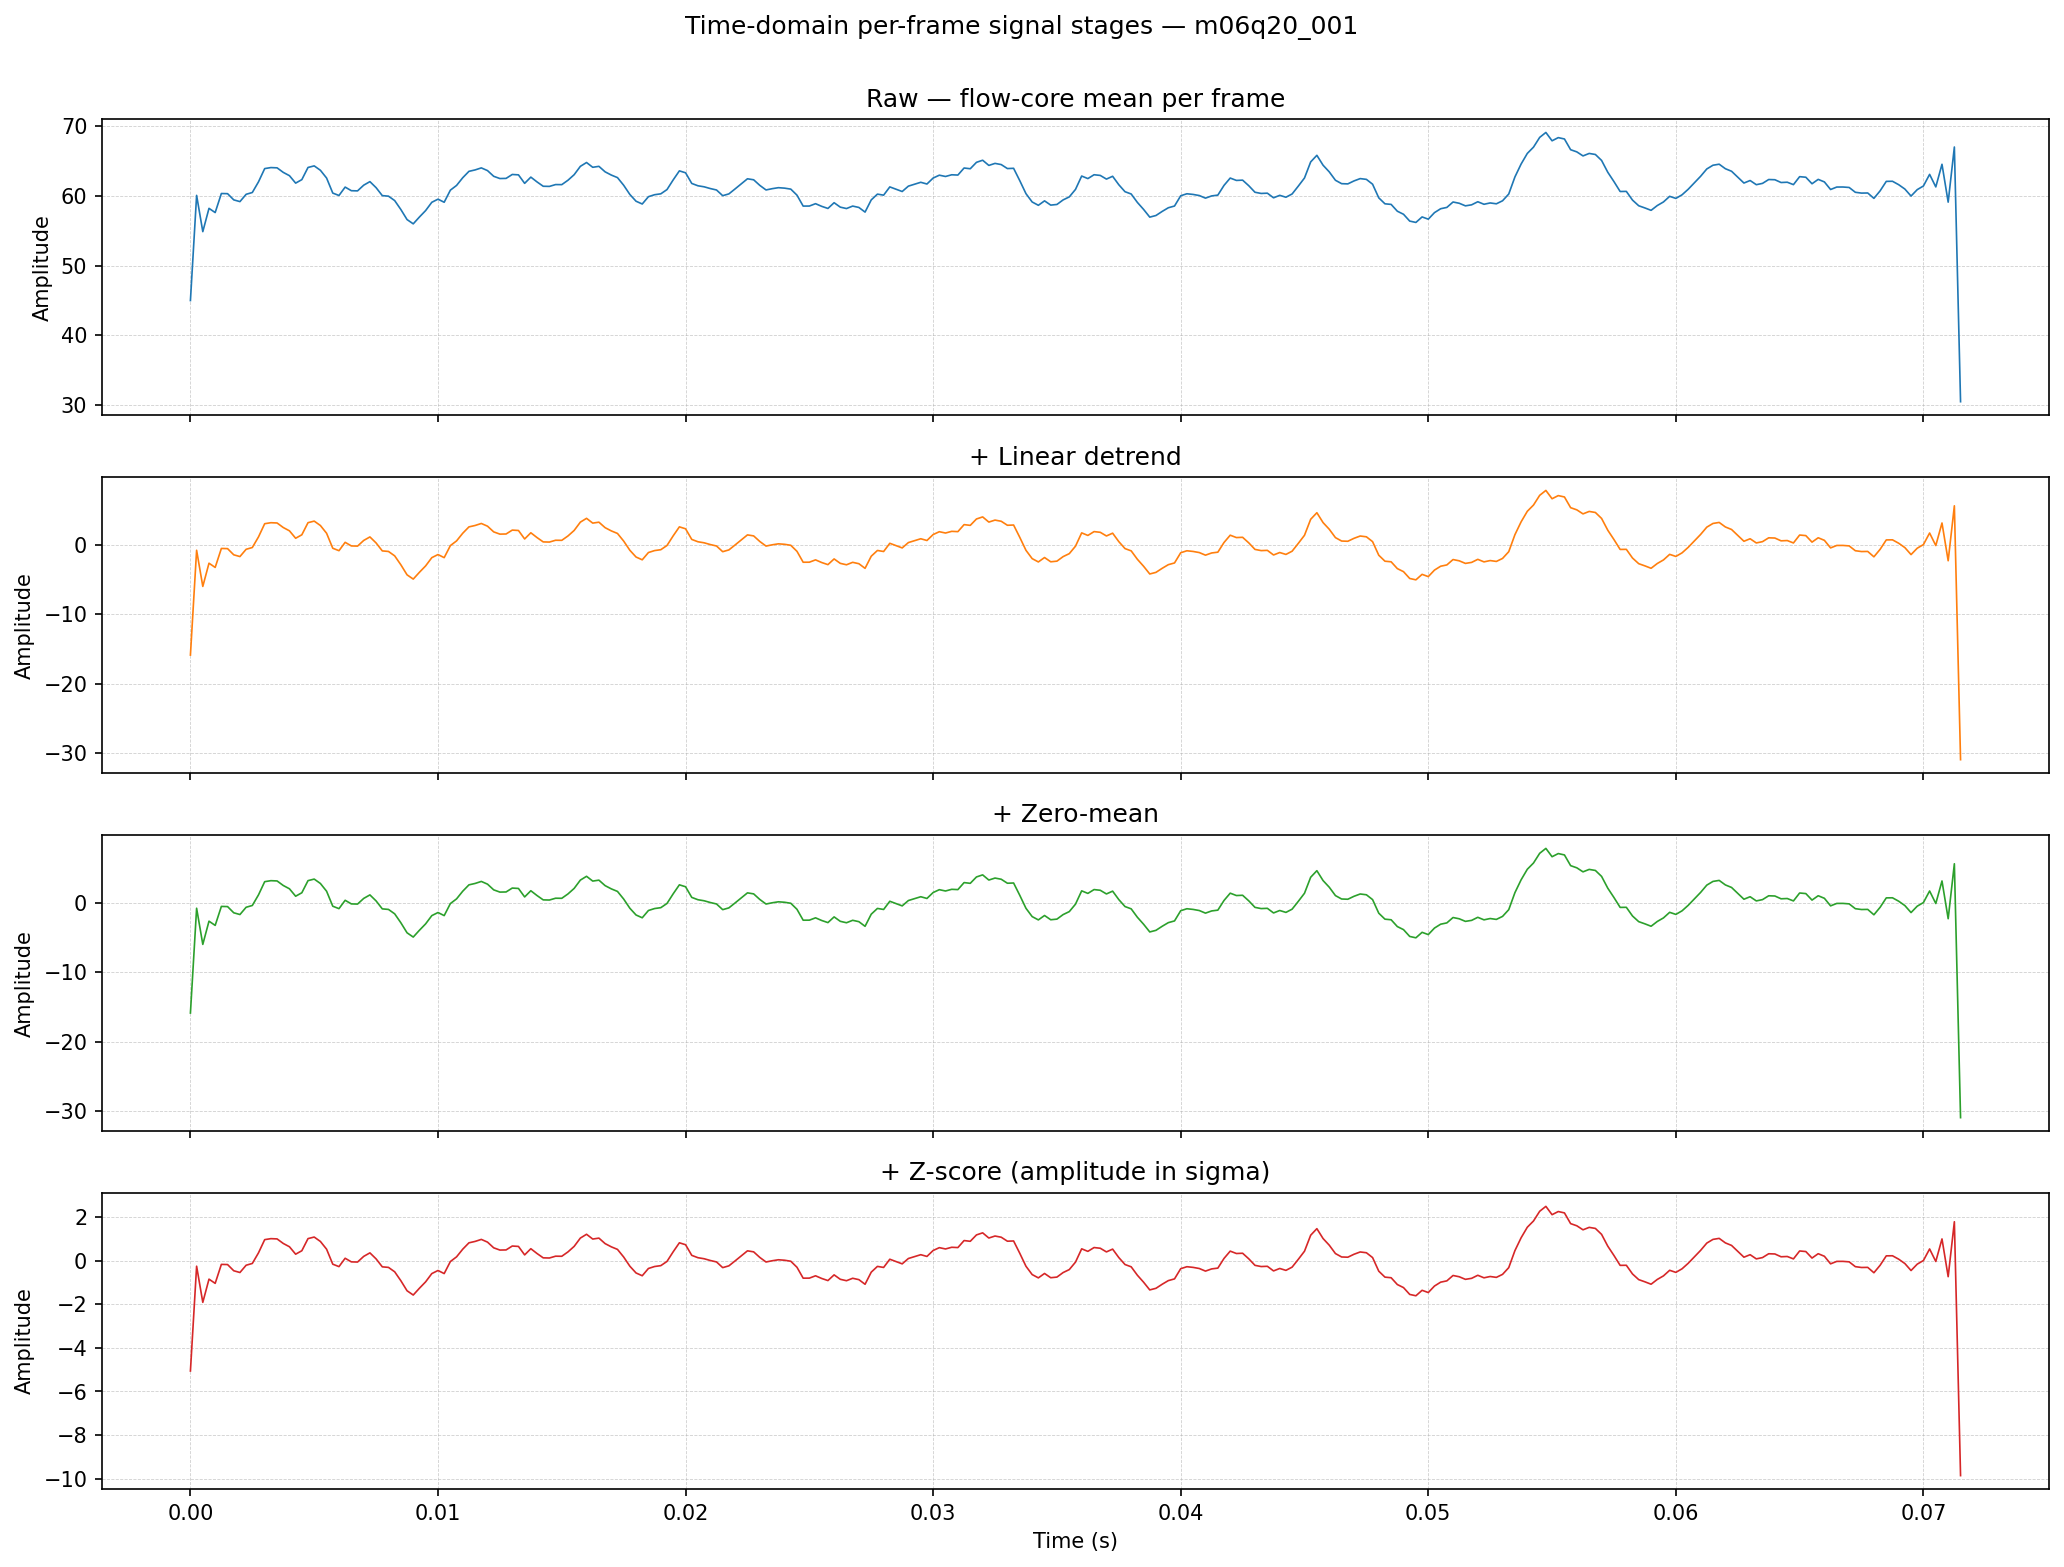 Time-domain per-frame signal stages — m06q20_001
Raw — flow-core mean per frame
70
60
50
40
30
Amplitude
+ Linear detrend
0
−10
−20
−30
Amplitude
+ Zero-mean
0
−10
−20
−30
Amplitude
+ Z-score (amplitude in sigma)
2
0
−2
−4
−6
−8
−10
Amplitude
0.00 0.01 0.02 0.03 0.04 0.05 0.06 0.07
Time (s)